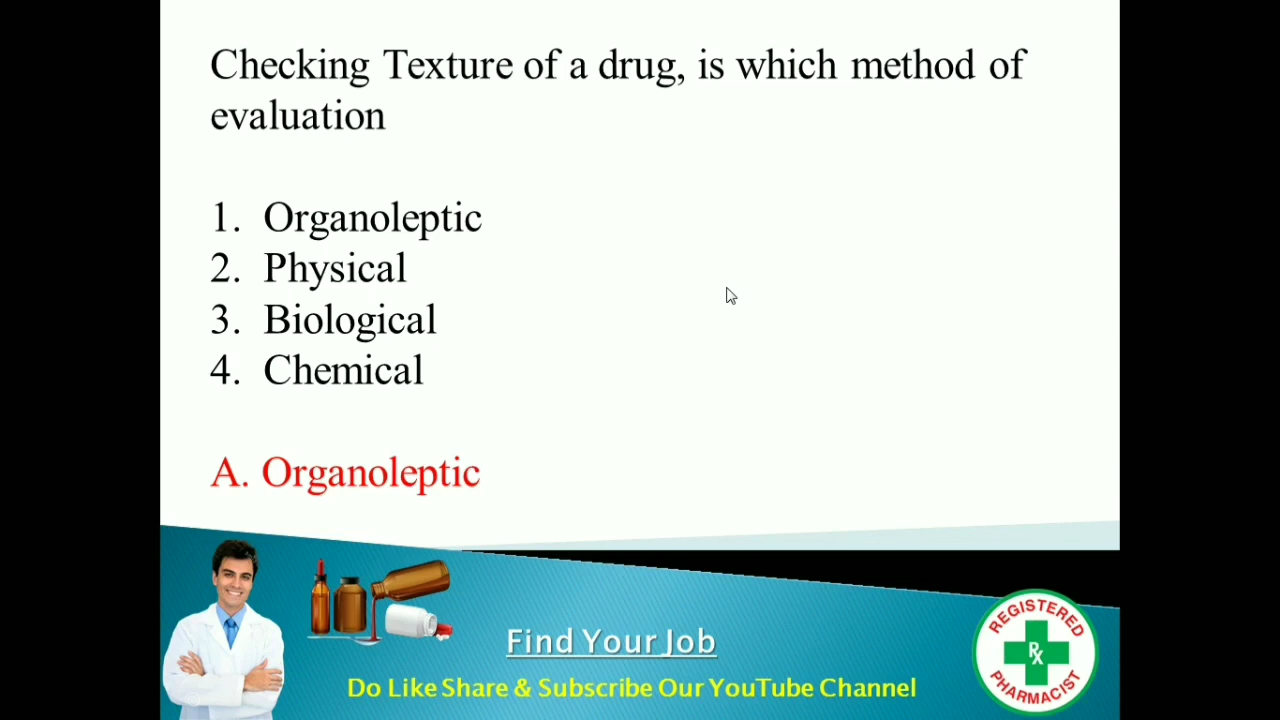 Checking Texture of a drug, is which method of
evaluation
1. Organoleptic
2. Physical
3. Biological
4. Chemical
A. Organoleptic
Find Your Job
Do Like Share & Subscribe Our YouTube Channel
REGISTERED
Rx
PHARMACIST